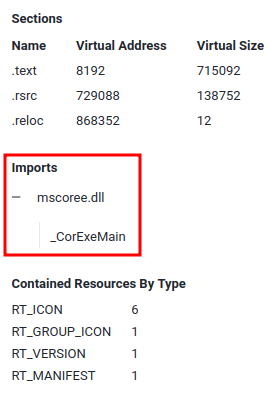 Sections
Name Virtual Address Virtual Size
.text 8192 715092
.rsrc 729088 138752
.reloc 868352 12
Imports
— mscoree.dll
_CorExeMain
Contained Resources By Type
RT_ICON 6
RT_GROUP_ICON 1
RT_VERSION 1
RT_MANIFEST 1